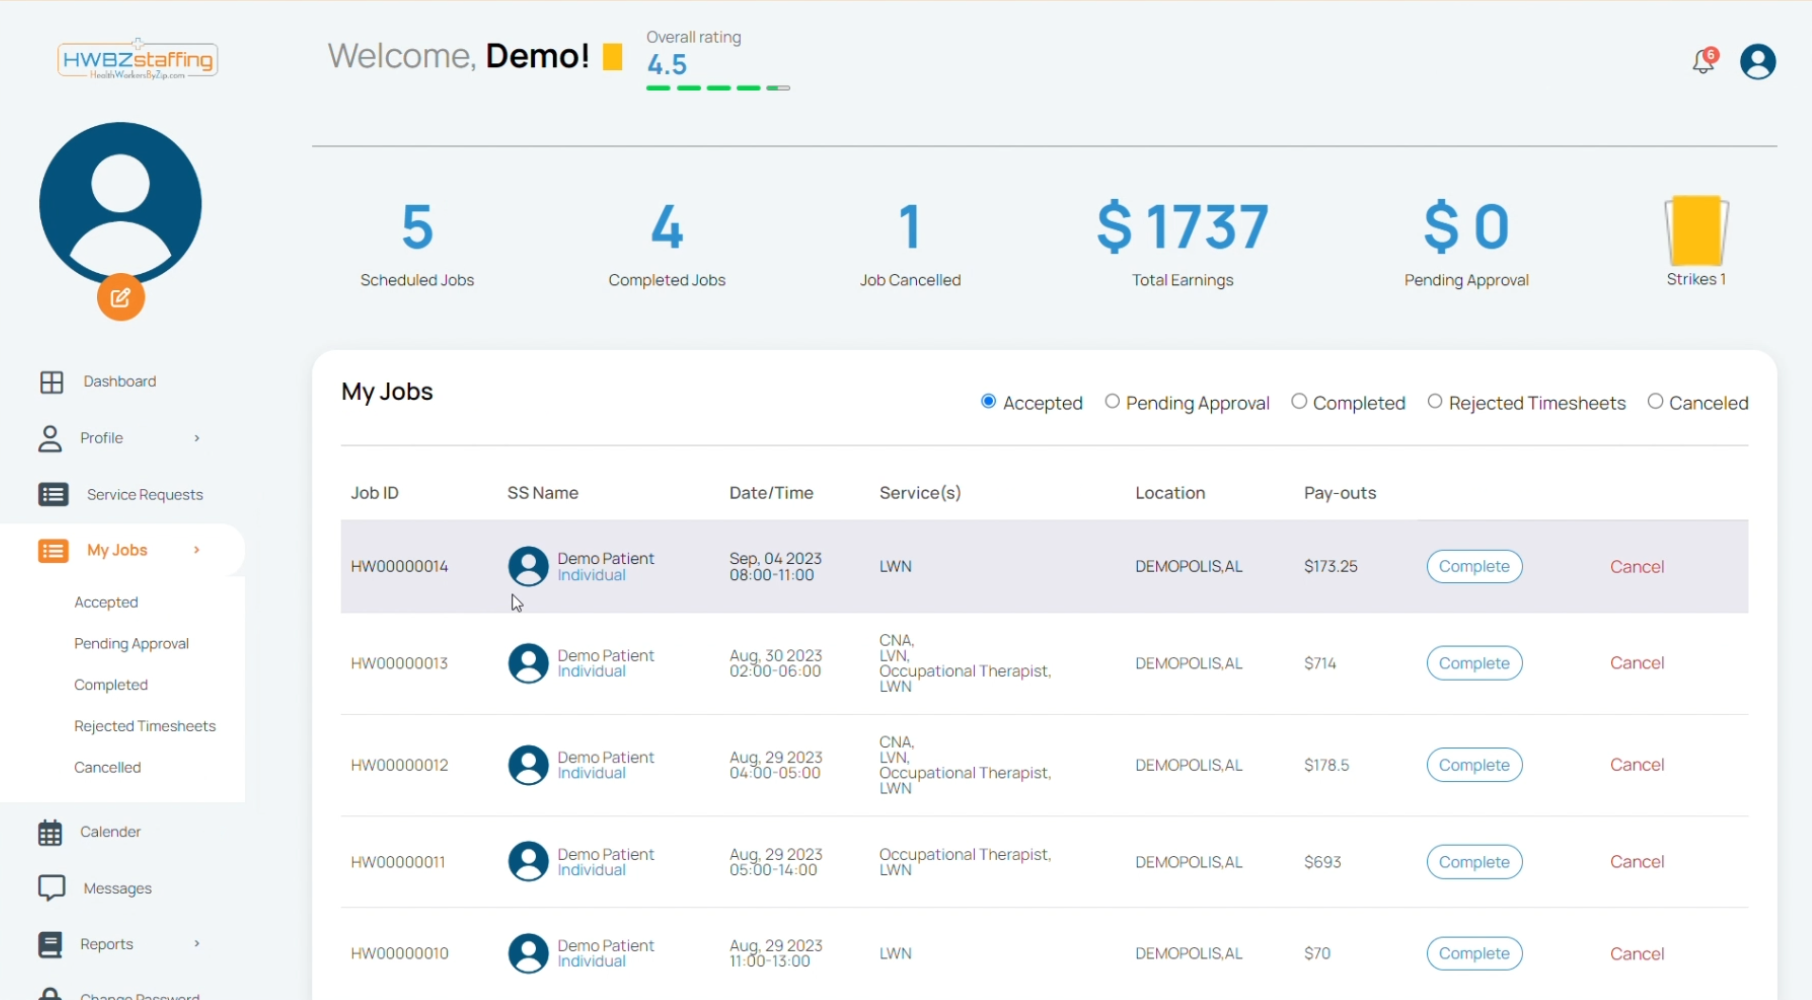 HWBZstaffing
HealthWorkersByZip.com
Welcome, Demo!
Overall rating
4.5
6
5
Scheduled Jobs
4
Completed Jobs
1
Job Cancelled
$ 1737
Total Earnings
$ 0
Pending Approval
Strikes 1
Dashboard
Profile
Service Requests
My Jobs
Accepted
Pending Approval
Completed
Rejected Timesheets
Cancelled
Calender
Messages
Reports
Change Password
My Jobs
Accepted Pending Approval Completed Rejected Timesheets Canceled
Job ID SS Name Date/Time Service(s) Location Pay-outs
HW00000014
Demo Patient
Individual
Sep, 04 2023
08:00-11:00
LWN
DEMOPOLIS,AL
$173.25
Complete
Cancel
HW00000013
Demo Patient
Individual
Aug, 30 2023
02:00-06:00
CNA,
LVN,
Occupational Therapist,
LWN
DEMOPOLIS,AL
$714
Complete
Cancel
HW00000012
Demo Patient
Individual
Aug, 29 2023
04:00-05:00
CNA,
LVN,
Occupational Therapist,
LWN
DEMOPOLIS,AL
$178.5
Complete
Cancel
HW00000011
Demo Patient
Individual
Aug, 29 2023
05:00-14:00
Occupational Therapist,
LWN
DEMOPOLIS,AL
$693
Complete
Cancel
HW00000010
Demo Patient
Individual
Aug, 29 2023
11:00-13:00
LWN
DEMOPOLIS,AL
$70
Complete
Cancel